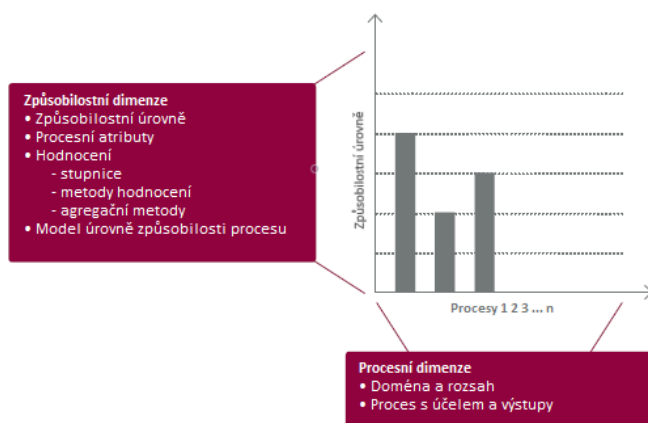 Způsobilostní dimenze
• Způsobilostní úrovně
• Procesní atributy
• Hodnocení
- stupnice
- metody hodnocení
- agregační metody
• Model úrovně způsobilosti procesu
Způsobilostní úrovně
Procesy 1 2 3 ... n
Procesní dimenze
• Doména a rozsah
• Proces s účelem a výstupy